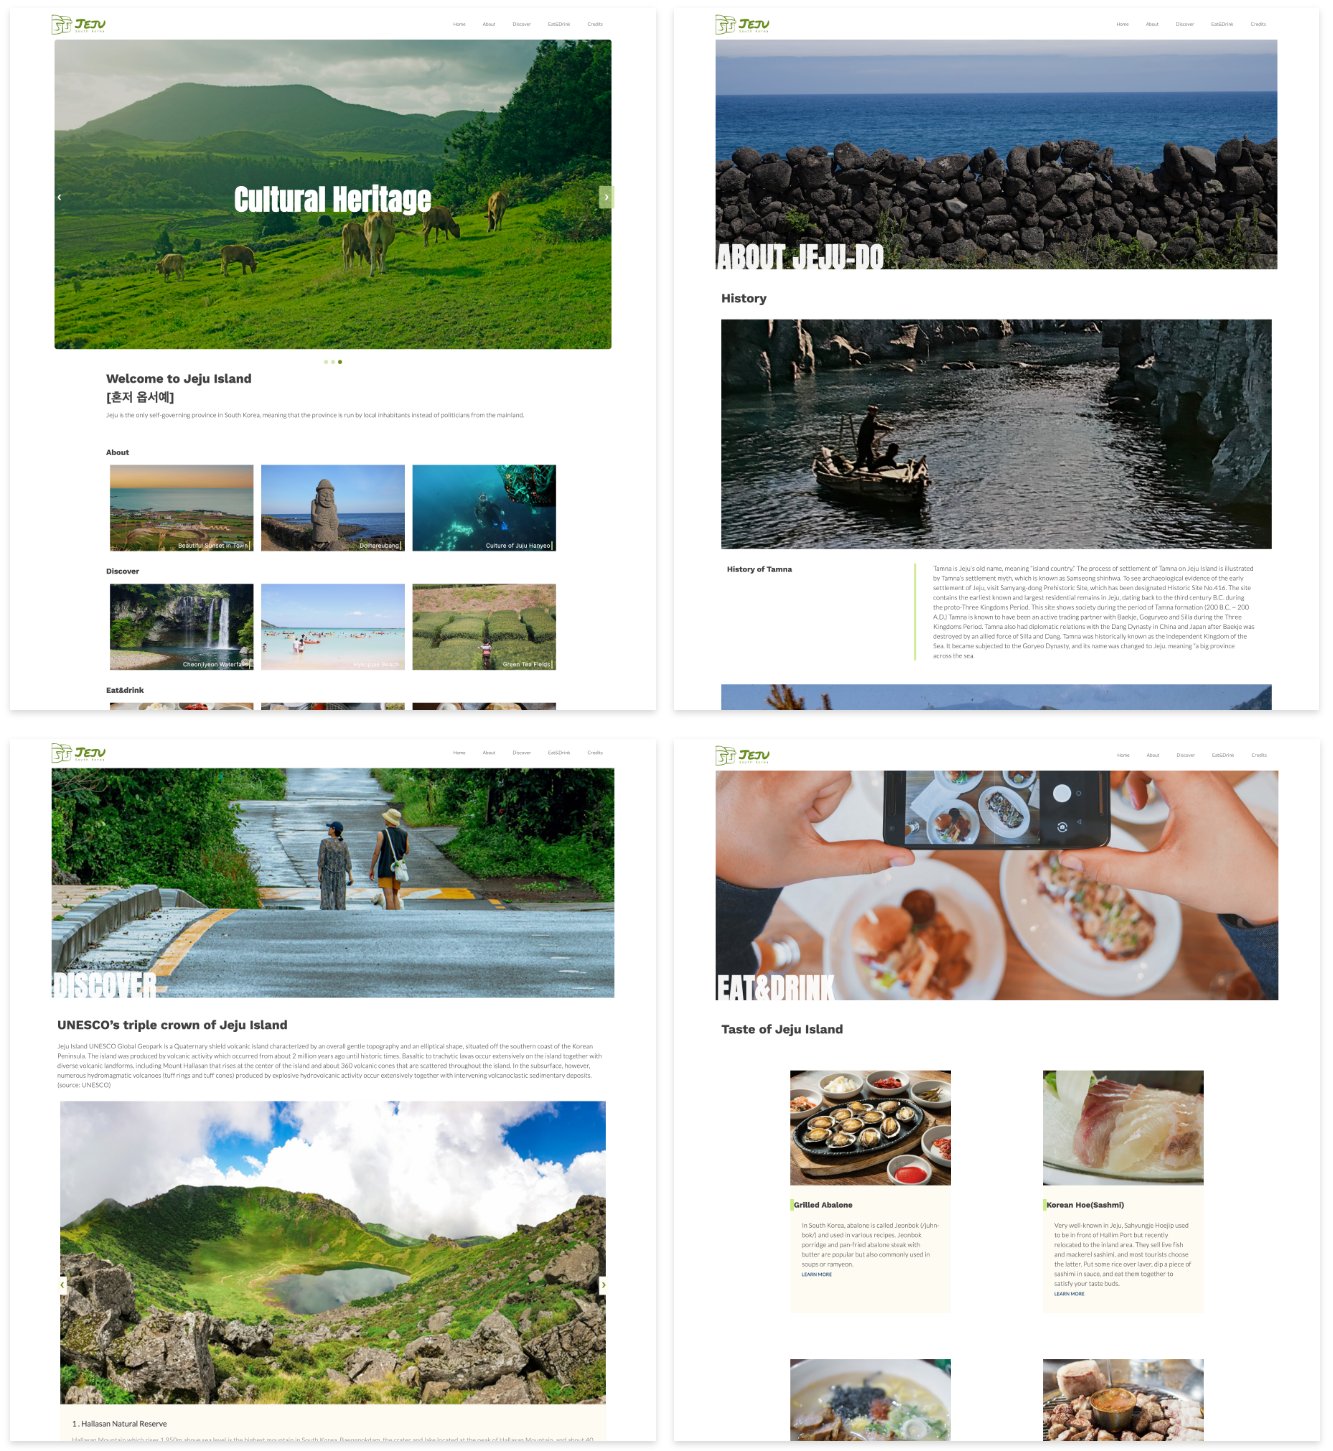 JEJU
South Korea
Home About Discover Eat&Drink Credits
Cultural Heritage
Welcome to Jeju Island
[혼저 옵서예]
Jeju is the only self-governing province in South Korea, meaning that the province is run by local inhabitants instead of politicians from the mainland.
About
Beautiful Sunset in Town
Dolhareubang
Culture of Juju Hanyeo
Discover
Cheonjiyeon Waterfalls
Green Tea Fields
Eat&drink
JEJU
South Korea
Home About Discover Eat&Drink Credits
ABOUT JEJU-DO
History
History of Tamna
Tamna is Jeju's old name, meaning "island country." The process of settlement of Tamna on Jeju Island is illustrated
by Tamna's settlement myth, which is known as Samseong shinhwa. To see archaeological evidence of the early
settlement of Jeju, visit Samyang-dong Prehistoric Site, which has been designated Historic Site No.416. The site
contains the earliest known and largest residential remains in Jeju, dating back to the third century B.C. during
the proto-Three Kingdoms Period. This site shows society during the period of Tamna formation (200 B.C. – 200
A.D.) Tamna is known to have been an active trading partner with Baekje, Goguryeo and Silla during the Three
Kingdoms Period. Tamna also had diplomatic relations with the Dang Dynasty in China and Japan after Baekje was
destroyed by an allied force of Silla and Dang. Tamna was historically known as the independent Kingdom of the
Sea. It became subjected to the Goryeo Dynasty, and its name was changed to Jeju. meaning "a big province
across the sea.
JEJU
South Korea
Home About Discover Eat&Drink Credits
DISCOVER
UNESCO's triple crown of Jeju Island
Jeju Island UNESCO Global Geopark is a Quaternary shield volcanic island characterized by an overall gentle topography and an elliptical shape, situated off the southern coast of the Korean
Peninsula. The island was produced by volcanic activity which occurred from about 2 million years ago until historic times. Basaltic to trachytic lavas occur extensively on the island together with
diverse volcanic landforms, including Mount Hallasan that rises at the center of the island and about 360 volcanic cones that are scattered throughout the island. In the subsurface, however,
numerous hydromagmatic volcanoes (tuff rings and tuff cones) produced by explosive hydrovolcanic activity occur extensively together with intervening volcanoclastic sedimentary deposits.
(source: UNESCO)
1 . Hallasan Natural Reserve
JEJU
South Korea
Home About Discover Eat&Drink Credits
EAT&DRINK
Taste of Jeju Island
Grilled Abalone
In South Korea, abalone is called Jeonbok (/juhn-
bok/) and used in various recipes. Jeonbok
porridge and pan-fried abalone steak with
butter are popular but also commonly used in
soups or ramyeon.
LEARN MORE
Korean Hoe(Sashmi)
Very well-known in Jeju, Sahyungje Hoejip used
to be in front of Hallim Port but recently
relocated to the inland area. They sell live fish
and mackerel sashimi, and most tourists choose
the latter. Put some rice over laver, dip a piece of
sashimi in sauce, and eat them together to
satisfy your taste buds.
LEARN MORE